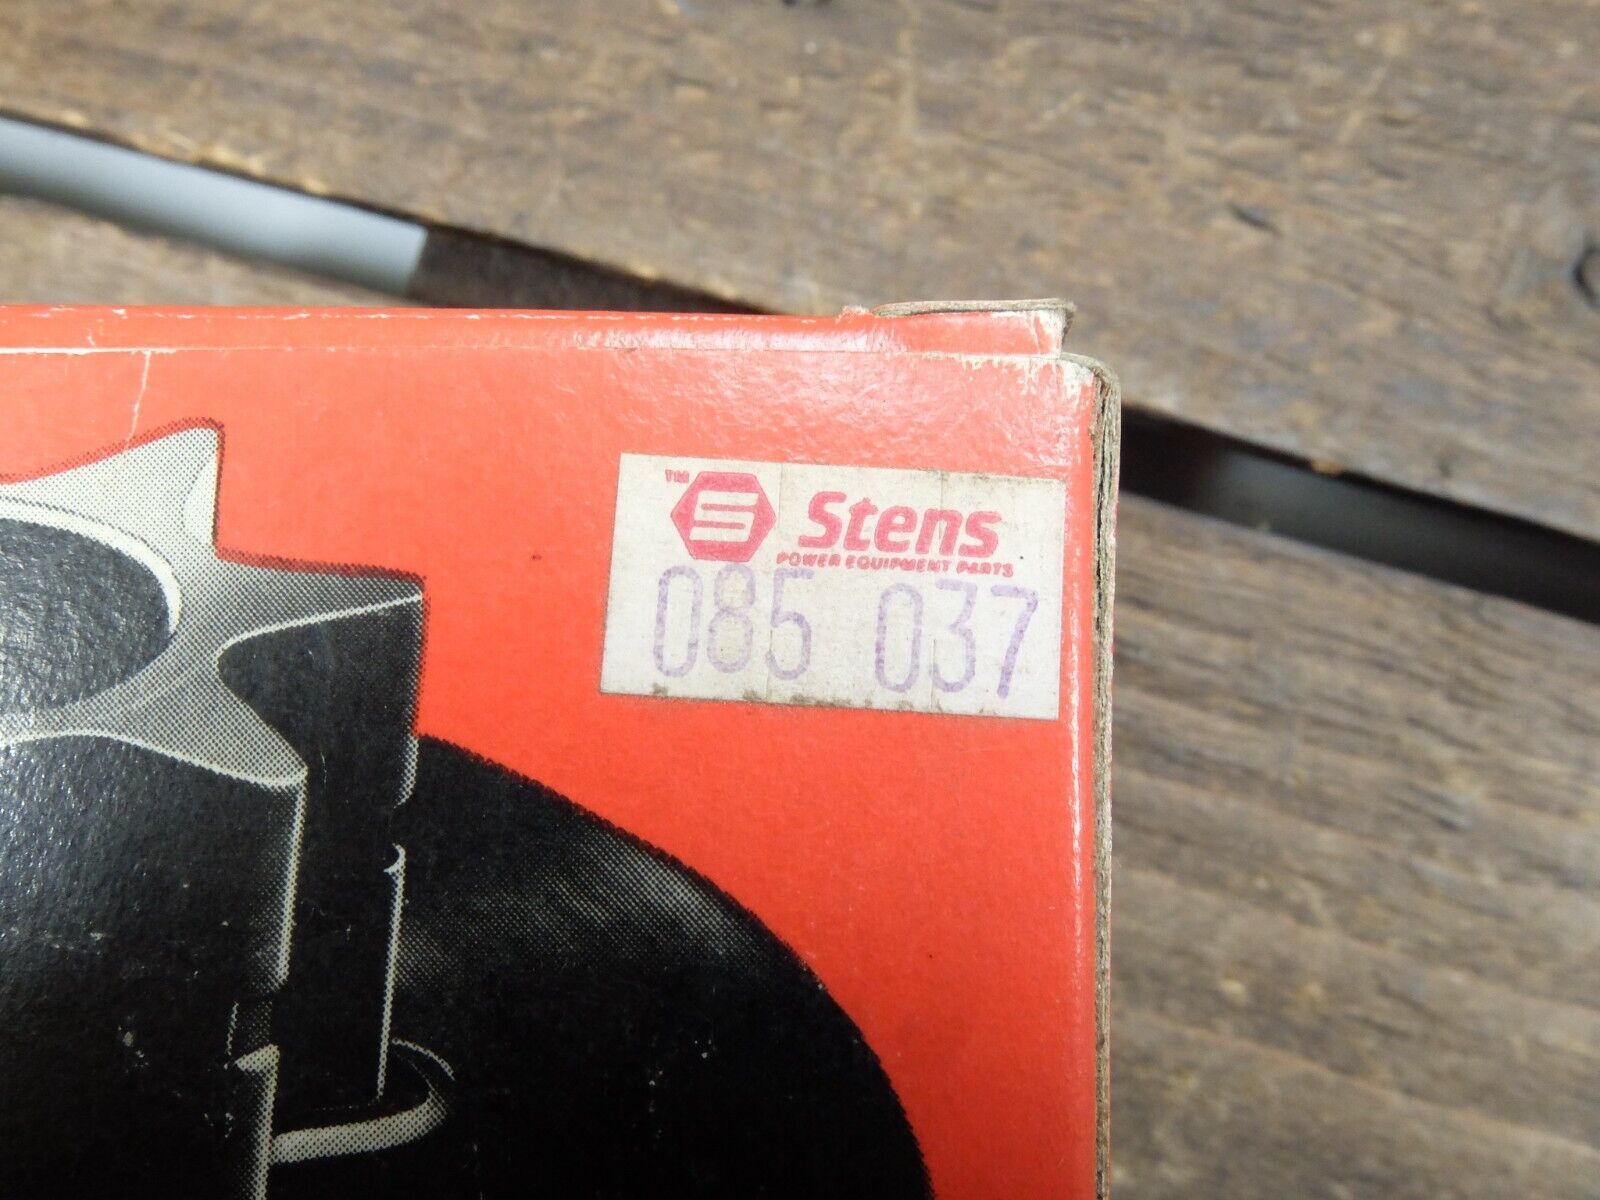 TM S Stens
POWER EQUIPMENT PARTS
085 037